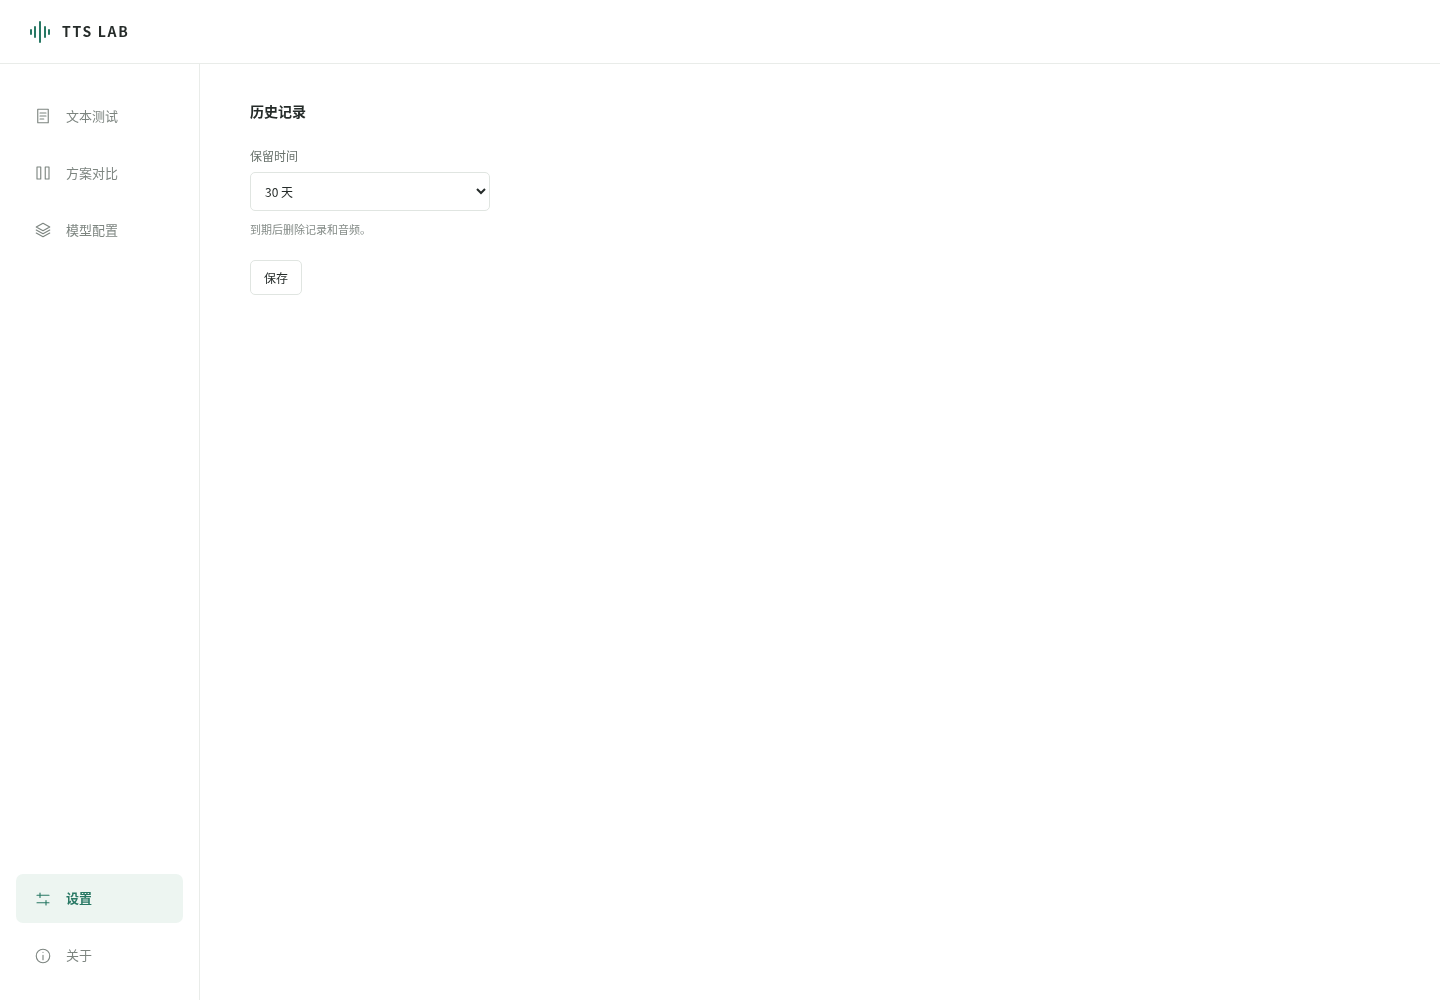 TTS LAB
文本测试
方案对比
模型配置
设置
关于
历史记录
保留时间
30 天
到期后删除记录和音频。
保存